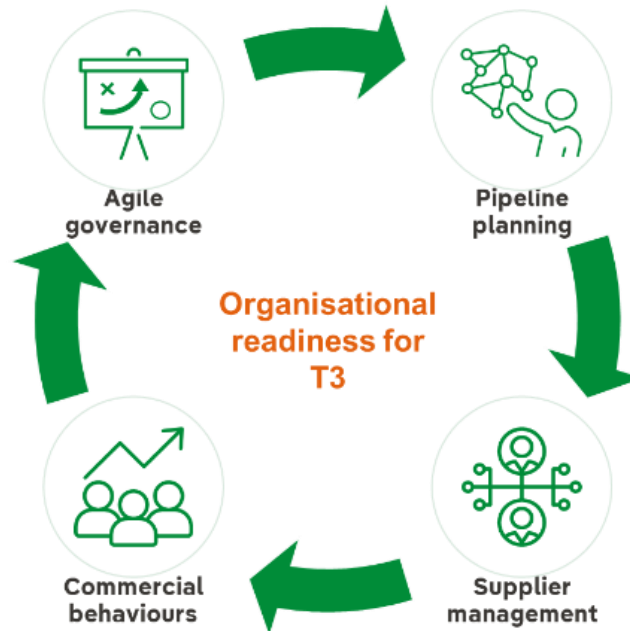 Agile
governance
Pipeline
planning
Organisational
readiness for
T3
Commercial
behaviours
Supplier
management